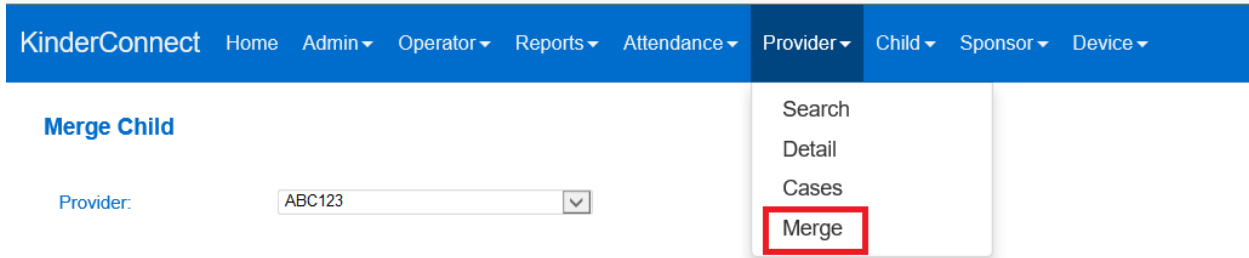 KinderConnect Home Admin Operator Reports Attendance Provider Child Sponsor Device
Merge Child
Provider: ABC123
Search
Detail
Cases
Merge